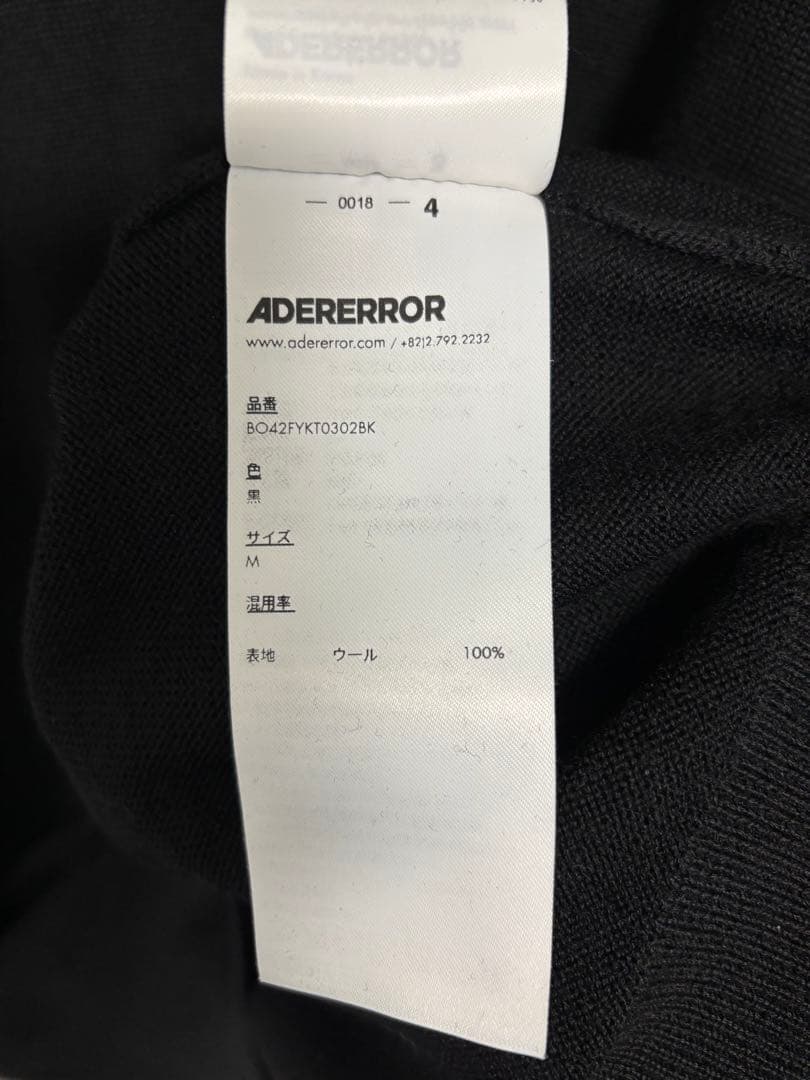 — 0018 — 4
ADERERROR
www.adererror.com / +82)2.792.2232
品番
BO42FYKT0302BK
色
黒
サイズ
M
混用率
表地 ウール 100%